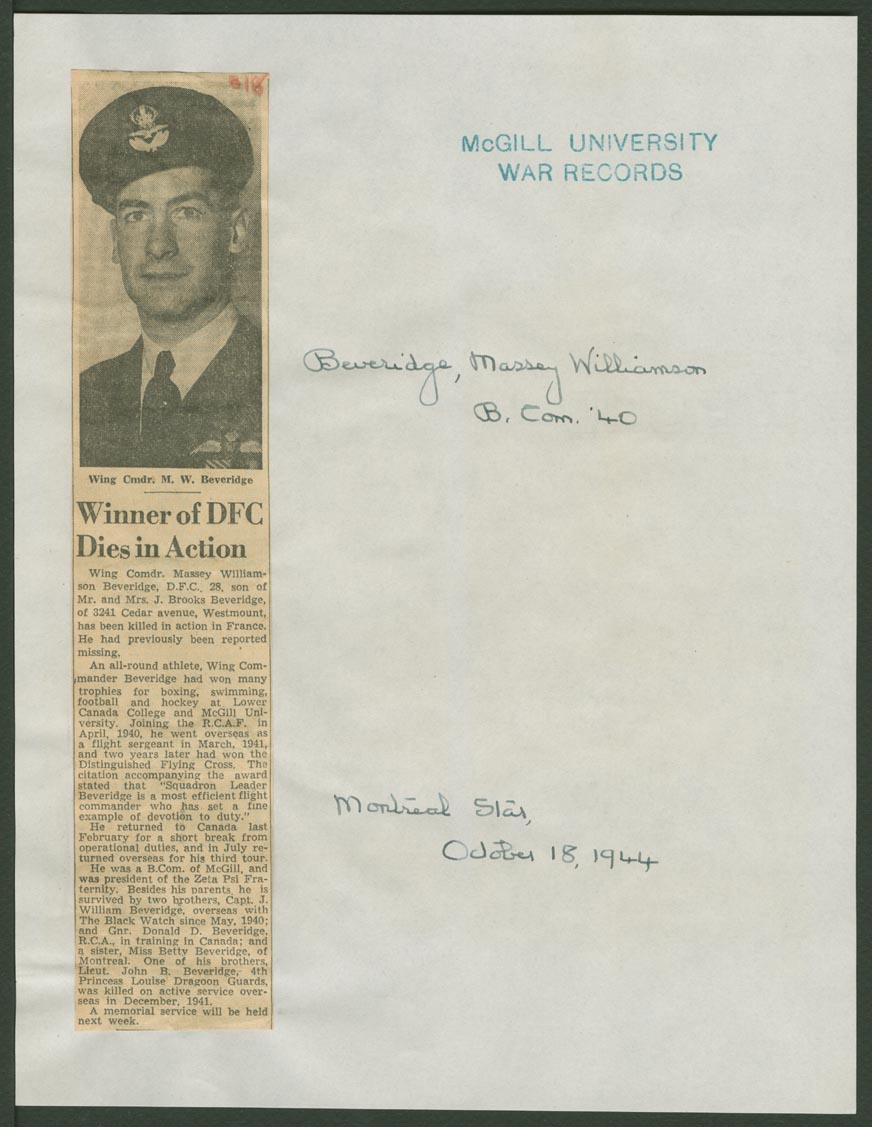 018
McGILL UNIVERSITY
WAR RECORDS
Beveridge, Massey Williamson
B. Com. '40
Wing Cmdr. M. W. Beveridge
Winner of DFC
Dies in Action
Wing Comdr. Massey William-
son Beveridge, D.F.C., 28, son of
Mr. and Mrs. J. Brooks Beveridge,
of 3241 Cedar avenue, Westmount,
has been killed in action in France.
He had previously been reported
missing.
An all-round athlete, Wing Com-
mander Beveridge had won many
trophies for boxing, swimming,
football and hockey at Lower
Canada College and McGill Uni-
versity. Joining the R.C.A.F. in
April, 1940, he went overseas as
a flight sergeant in March, 1941,
and two years later had won the
Distinguished Flying Cross. The
citation accompanying the award
stated that "Squadron Leader
Beveridge is a most efficient flight
commander who has set a fine
example of devotion to duty."
He returned to Canada last
February for a short break from
operational duties, and in July re-
turned overseas for his third tour.
He was a B.Com. of McGill, and
was president of the Zeta Psi Fra-
ternity. Besides his parents he is
survived by two brothers, Capt. J.
William Beveridge, overseas with
The Black Watch since May, 1940;
and Gnr. Donald D. Beveridge,
R.C.A., in training in Canada; and
a sister, Miss Betty Beveridge, of
Montreal. One of his brothers,
Lieut. John B. Beveridge, 4th
Princess Louise Dragoon Guards,
was killed on active service over-
seas in December, 1941.
A memorial service will be held
next week.
Montreal Star,
October 18, 1944